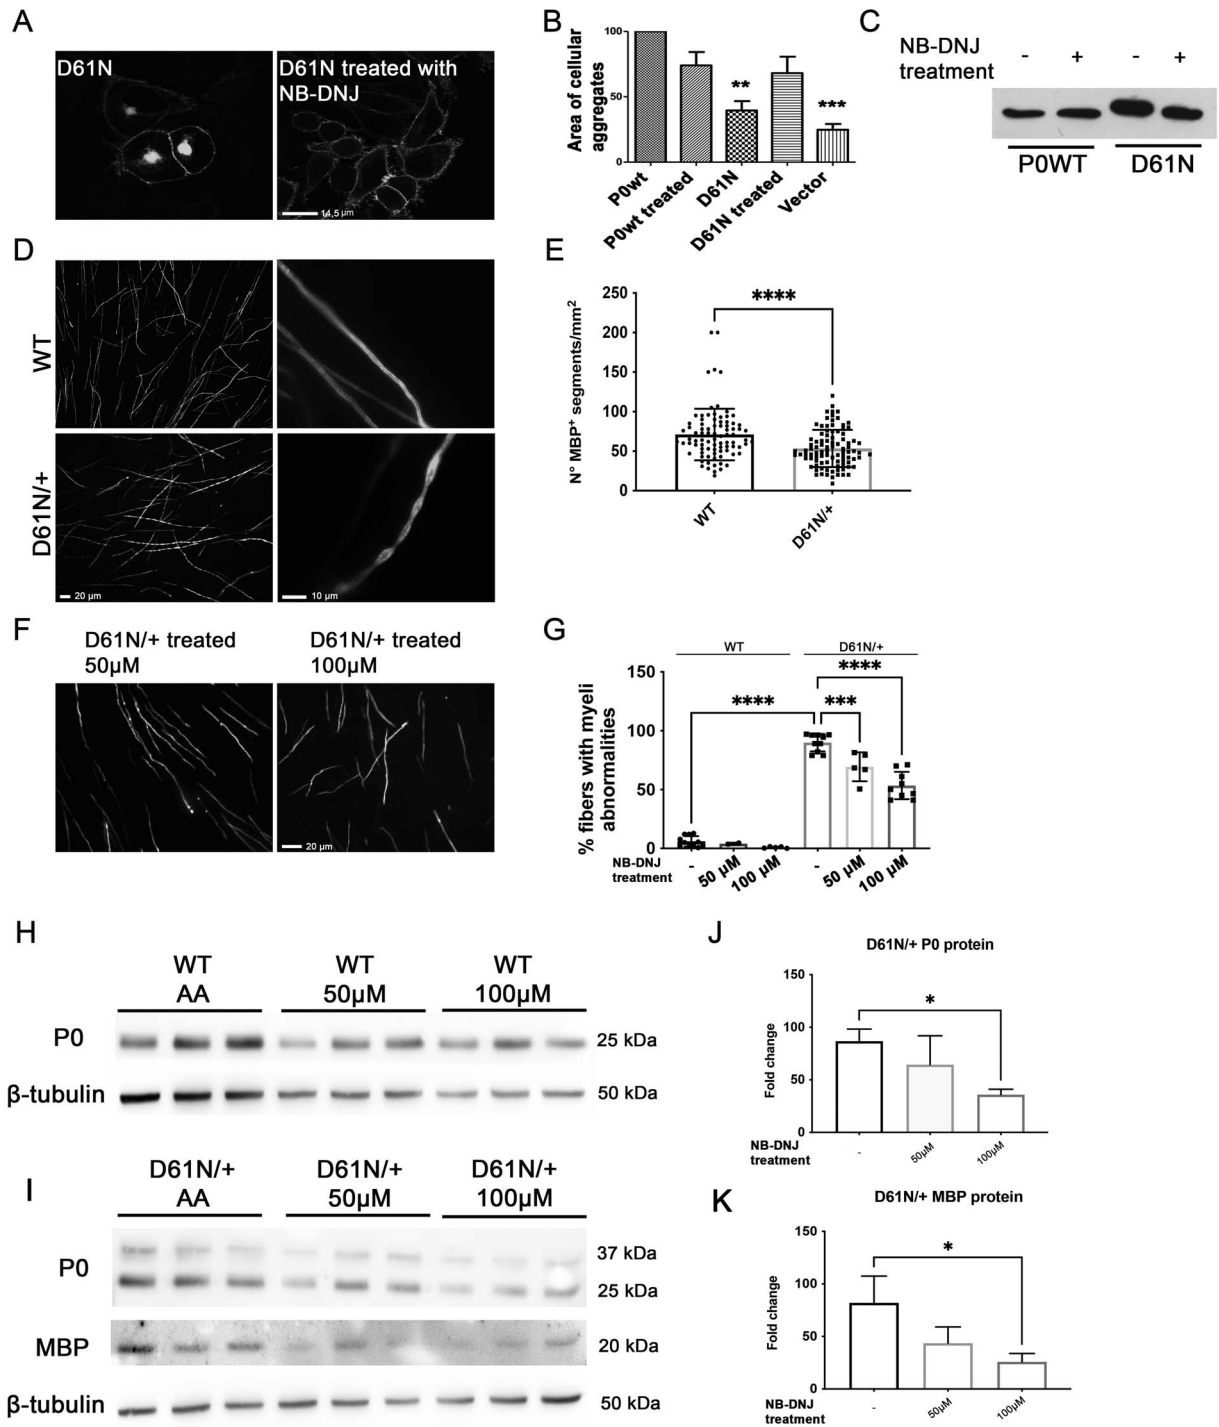 A
D61N
D61N treated with
NB-DNJ
14,5 µm
B
Area of cellular
aggregates
100
50
0
**
***
P0wt
P0wt treated
D61N
D61N treated
Vector
C
NB-DNJ
treatment
- + - +
P0WT D61N
D
WT
D61N/+
20 µm
10 µm
E
N° MBP+ segments/mm2
250
200
150
100
50
0
****
WT
D61N/+
F
D61N/+ treated
50µM
D61N/+ treated
100µM
20 µm
G
WT D61N/+
% fibers with myeli
abnormalities
150
100
50
0
****
****
***
NB-DNJ
treatment
- 50 µM 100 µM - 50 µM 100 µM
H
WT
AA
WT
50µM
WT
100µM
P0
25 kDa
β-tubulin
50 kDa
I
D61N/+
AA
D61N/+
50µM
D61N/+
100µM
P0
37 kDa
25 kDa
MBP
20 kDa
β-tubulin
50 kDa
J
D61N/+ P0 protein
Fold change
150
100
50
0
*
NB-DNJ
treatment
- 50µM 100µM
K
D61N/+ MBP protein
Fold change
150
100
50
0
*
NB-DNJ
treatment
- 50µM 100µM